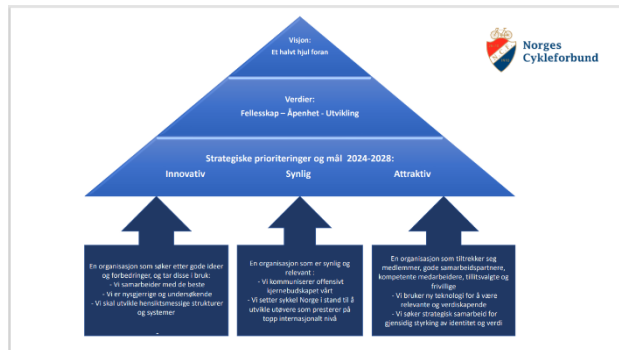 Visjon:
Et halvt hjul foran
Norges
Cykleforbund
Verdier:
Fellesskap – Åpenhet - Utvikling
Strategiske prioriteringer og mål 2024-2028:
Innovativ Synlig Attraktiv
En organisasjon som søker etter gode ideer
og forbedringer, og tar disse i bruk:
- Vi samarbeider med de beste
- Vi er nysgjerrige og undersøkende
- Vi skal utvikle hensiktsmessige strukturer
og systemer
-
En organisasjon som er synlig og
relevant :
- Vi kommuniserer offensivt
kjernebudskapet vårt
- Vi setter sykkel Norge i stand til å
utvikle utøvere som presterer på
topp internasjonalt nivå
En organisasjon som tiltrekker seg
medlemmer, gode samarbeidspartnere,
kompetente medarbeidere, tillitsvalgte og
frivillige
- Vi bruker ny teknologi for å være
relevante og verdiskapende
- Vi søker strategisk samarbeid for
gjensidig styrking av identitet og verdi